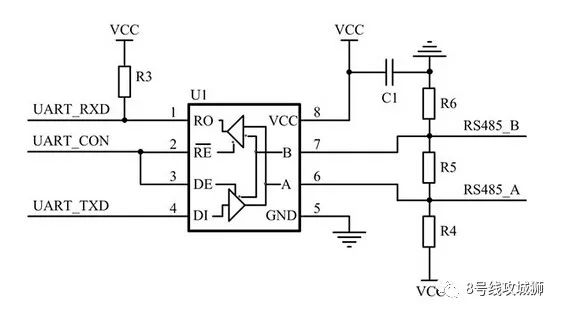 VCC
VCC
R3
U1
C1
R6
UART_RXD
1
RO
VCC
8
RS485_B
UART_CON
2
RE
B
7
R5
3
DE
A
6
RS485_A
UART_TXD
4
DI
GND
5
R4
VCC
8号线攻城狮